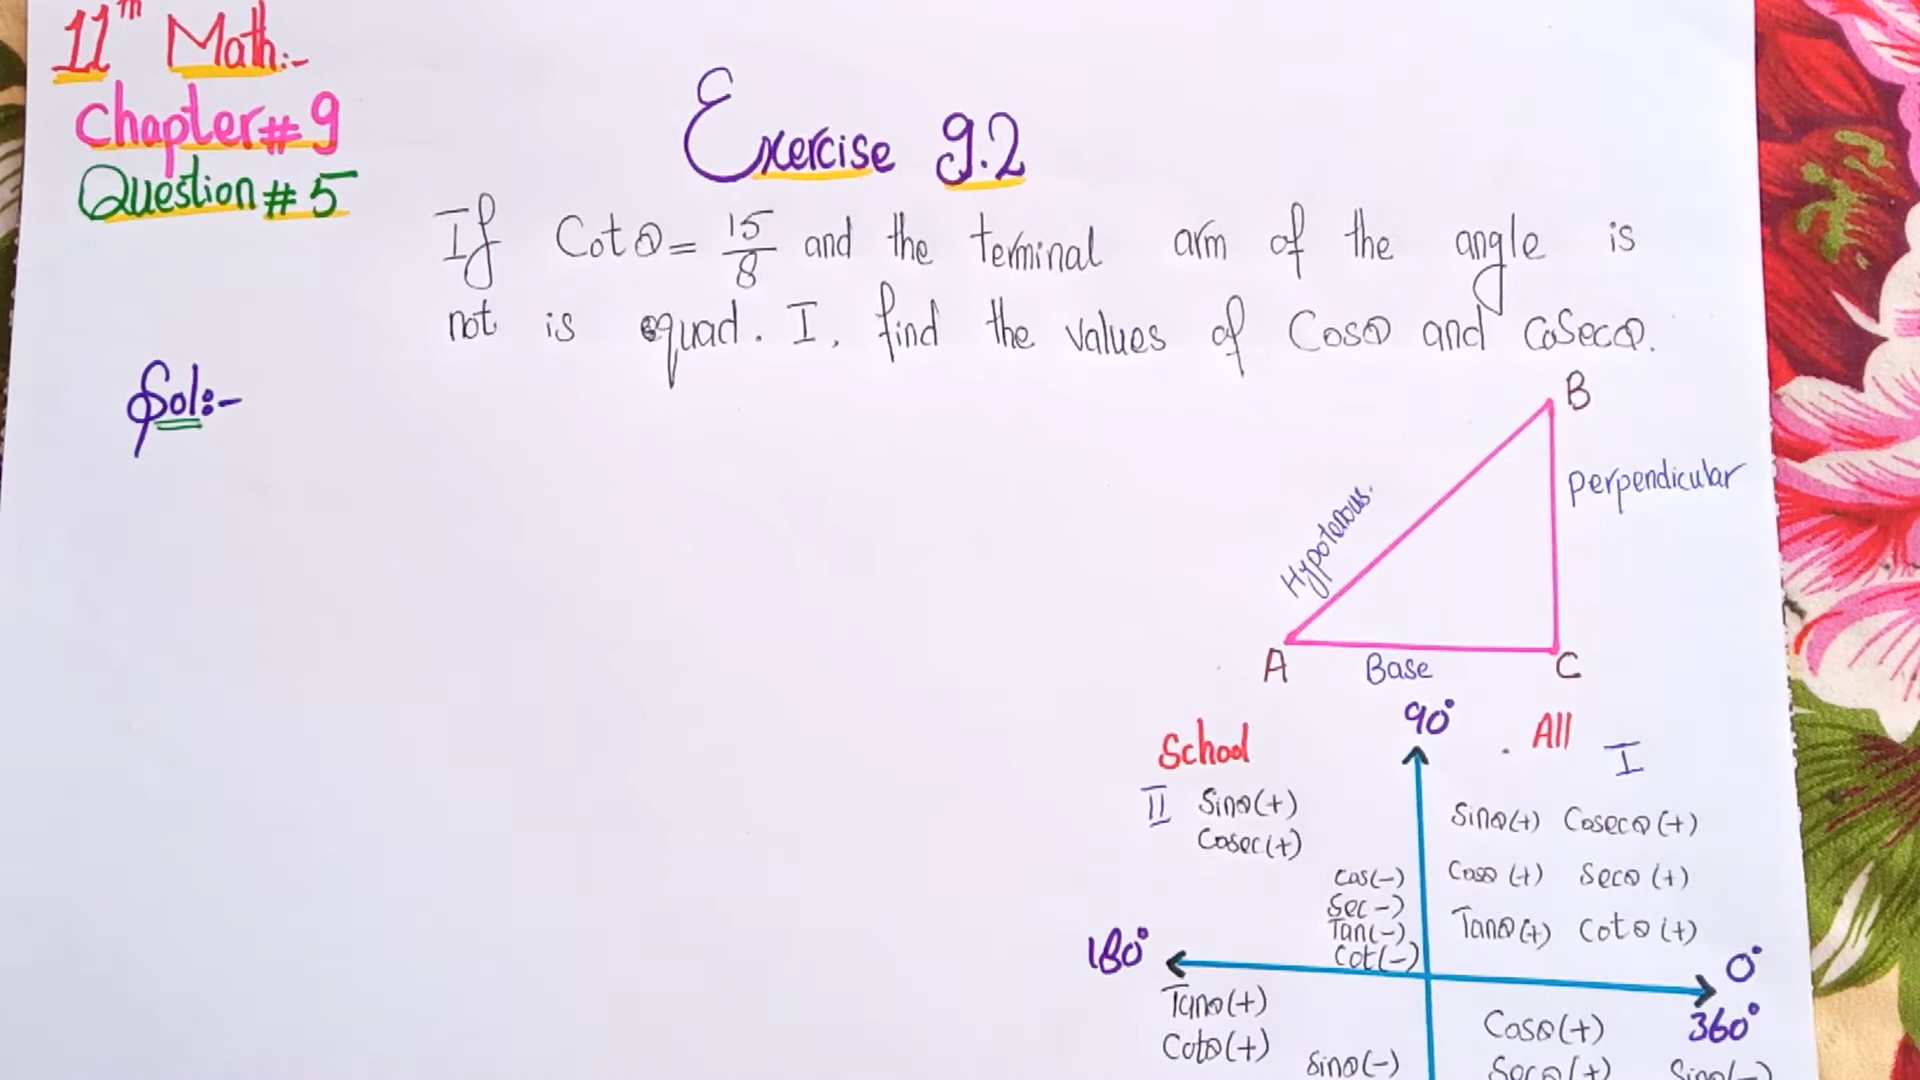 11th Math:-
Chapter# 9
Question# 5
Exercise 9.2
If Cotθ= 15/8 and the terminal arm of the angle is
not is quad. I, find the values of Cosθ and CoSecθ.
Sol:-
B
Perpendicular
Hypotenous.
A
Base
C
90°
School
All
I
II
Sinθ(+)
Cosec(+)
Sinθ(+) Cosecθ(+)
Cosθ (+) Secθ (+)
Tanθ(+) Cotθ(+)
Cos(-)
Sec-)
Tan(-)
Cot(-)
180°
0°
360°
Tanθ(+)
Cotθ(+)
Sinθ(-)
Cosθ(+)
Secθ(+)
Sinθ(-)